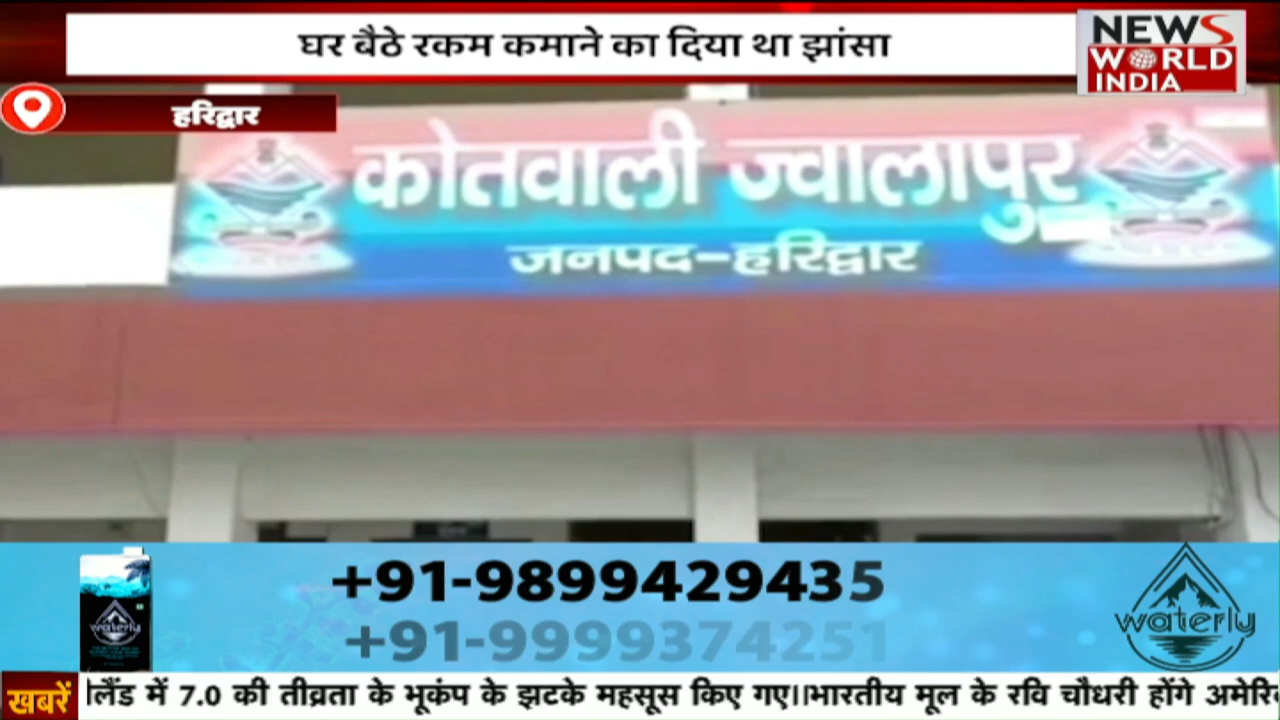 घर बैठे रकम कमाने का दिया था झांसा
NEWS
WORLD
INDIA
हरिद्वार
कोतवाली ज्वालापुर
जनपद-हरिद्वार
+91-9899429435
+91-9999374251
waterly
waterly
खबरें
लैंड में 7.0 की तीव्रता के भूकंप के झटके महसूस किए गए।।भारतीय मूल के रवि चौधरी होंगे अमेरि